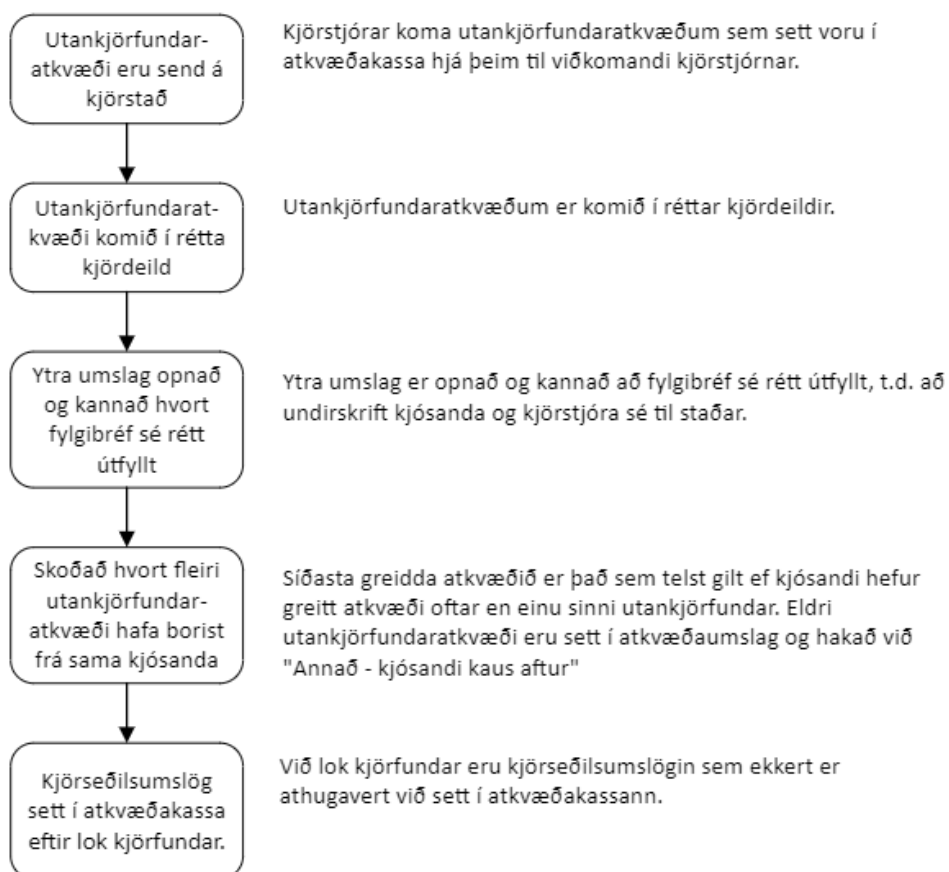 Utankjörfundar-
atkvæði eru send á
kjörstað
Kjörstjórar koma utankjörfundaratkvæðum sem sett voru í
atkvæðakassa hjá þeim til viðkomandi kjörstjórnar.
Utankjörfundarat-
kvæði komið í rétta
kjördeild
Utankjörfundaratkvæðum er komið í réttar kjördeildir.
Ytra umslag opnað
og kannað hvort
fylgibréf sé rétt
útfyllt
Ytra umslag er opnað og kannað að fylgibréf sé rétt útfyllt, t.d. að
undirskrift kjósanda og kjörstjóra sé til staðar.
Skoðað hvort fleiri
utankjörfundar-
atkvæði hafa borist
frá sama kjósanda
Síðasta greidda atkvæðið er það sem telst gilt ef kjósandi hefur
greitt atkvæði oftar en einu sinni utankjörfundar. Eldri
utankjörfundaratkvæði eru sett í atkvæðaumslag og hakað við
"Annað - kjósandi kaus aftur"
Kjörseðilsumslög
sett í atkvæðakassa
eftir lok kjörfundar.
Við lok kjörfundar eru kjörseðilsumslögin sem ekkert er
athugavert við sett í atkvæðakassann.